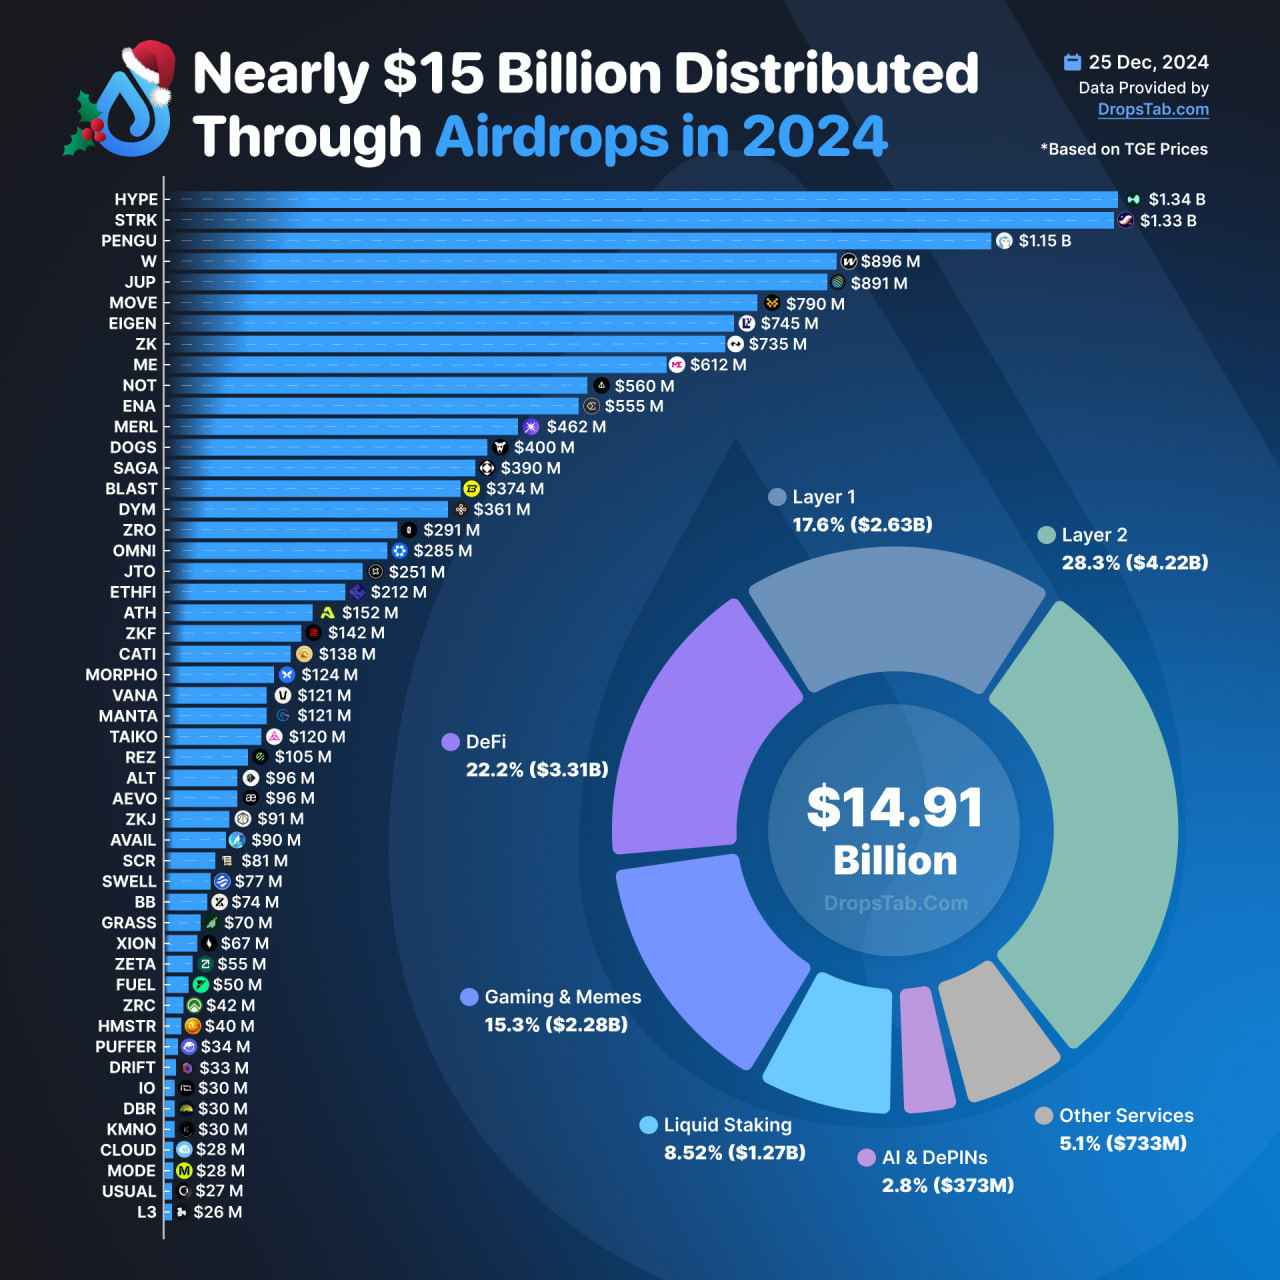 Nearly $15 Billion Distributed
Through Airdrops in 2024
25 Dec, 2024
Data Provided by
DropsTab.com
*Based on TGE Prices
HYPE $1.34 B
STRK $1.33 B
PENGU $1.15 B
W $896 M
JUP $891 M
MOVE $790 M
EIGEN $745 M
ZK $735 M
ME $612 M
NOT $560 M
ENA $555 M
MERL $462 M
DOGS $400 M
SAGA $390 M
BLAST $374 M
DYM $361 M
ZRO $291 M
OMNI $285 M
JTO $251 M
ETHFI $212 M
ATH $152 M
ZKF $142 M
CATI $138 M
MORPHO $124 M
VANA $121 M
MANTA $121 M
TAIKO $120 M
REZ $105 M
ALT $96 M
AEVO $96 M
ZKJ $91 M
AVAIL $90 M
SCR $81 M
SWELL $77 M
BB $74 M
GRASS $70 M
XION $67 M
ZETA $55 M
FUEL $50 M
ZRC $42 M
HMSTR $40 M
PUFFER $34 M
DRIFT $33 M
IO $30 M
DBR $30 M
KMNO $30 M
CLOUD $28 M
MODE $28 M
USUAL $27 M
L3 $26 M
Layer 1
17.6% ($2.63B)
Layer 2
28.3% ($4.22B)
DeFi
22.2% ($3.31B)
$14.91
Billion
DropsTab.Com
Gaming & Memes
15.3% ($2.28B)
Liquid Staking
8.52% ($1.27B)
AI & DePINs
2.8% ($373M)
Other Services
5.1% ($733M)